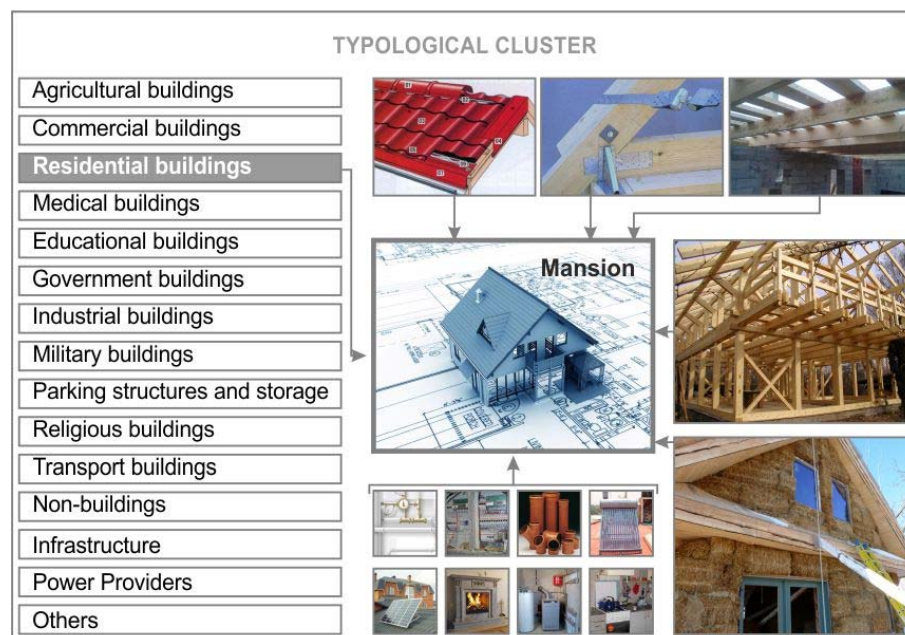 TYPOLOGICAL CLUSTER
Agricultural buildings
Commercial buildings
Residential buildings
Medical buildings
Educational buildings
Government buildings
Industrial buildings
Military buildings
Parking structures and storage
Religious buildings
Transport buildings
Non-buildings
Infrastructure
Power Providers
Others
Mansion